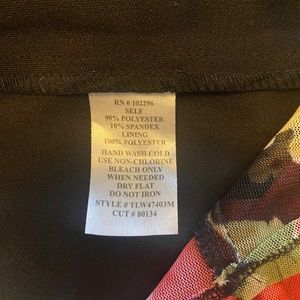 RN # 102296
SELF
90% POLYESTER
10% SPANDEX
LINING
100% POLYESTER
HAND WASH COLD
USE NON-CHLORINE
BLEACH ONLY
WHEN NEEDED
DRY FLAT
DO NOT IRON
STYLE # TLW47403M
CUT # 80134